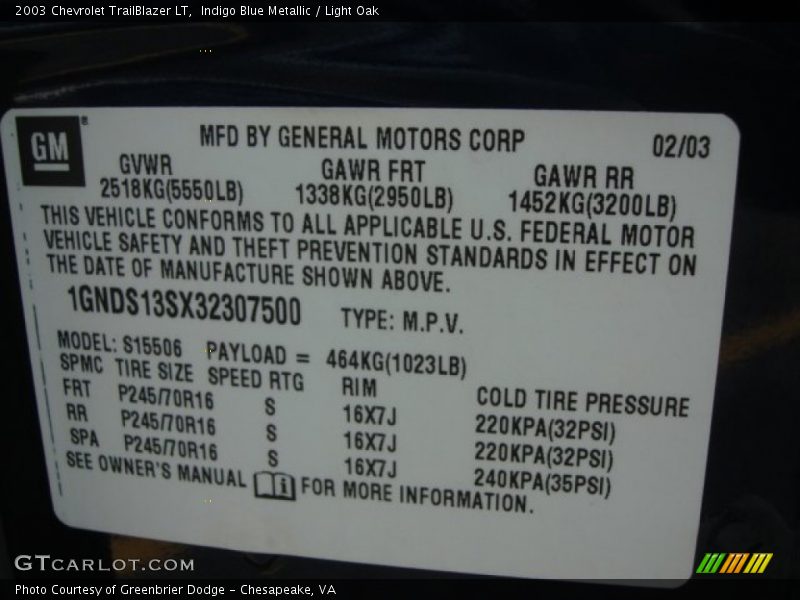 2003 Chevrolet TrailBlazer LT, Indigo Blue Metallic / Light Oak
GM ®
MFD BY GENERAL MOTORS CORP 02/03
GVWR GAWR FRT GAWR RR
2518KG(5550LB) 1338KG(2950LB) 1452KG(3200LB)
THIS VEHICLE CONFORMS TO ALL APPLICABLE U.S. FEDERAL MOTOR
VEHICLE SAFETY AND THEFT PREVENTION STANDARDS IN EFFECT ON
THE DATE OF MANUFACTURE SHOWN ABOVE.
1GNDS13SX32307500 TYPE: M.P.V.
MODEL: S15506 PAYLOAD = 464KG(1023LB)
SPMC TIRE SIZE SPEED RTG RIM COLD TIRE PRESSURE
FRT P245/70R16 S 16X7J 220KPA(32PSI)
RR P245/70R16 S 16X7J 220KPA(32PSI)
SPA P245/70R16 S 16X7J 240KPA(35PSI)
SEE OWNER'S MANUAL i FOR MORE INFORMATION.
GTCARLOT.COM
Photo Courtesy of Greenbrier Dodge - Chesapeake, VA